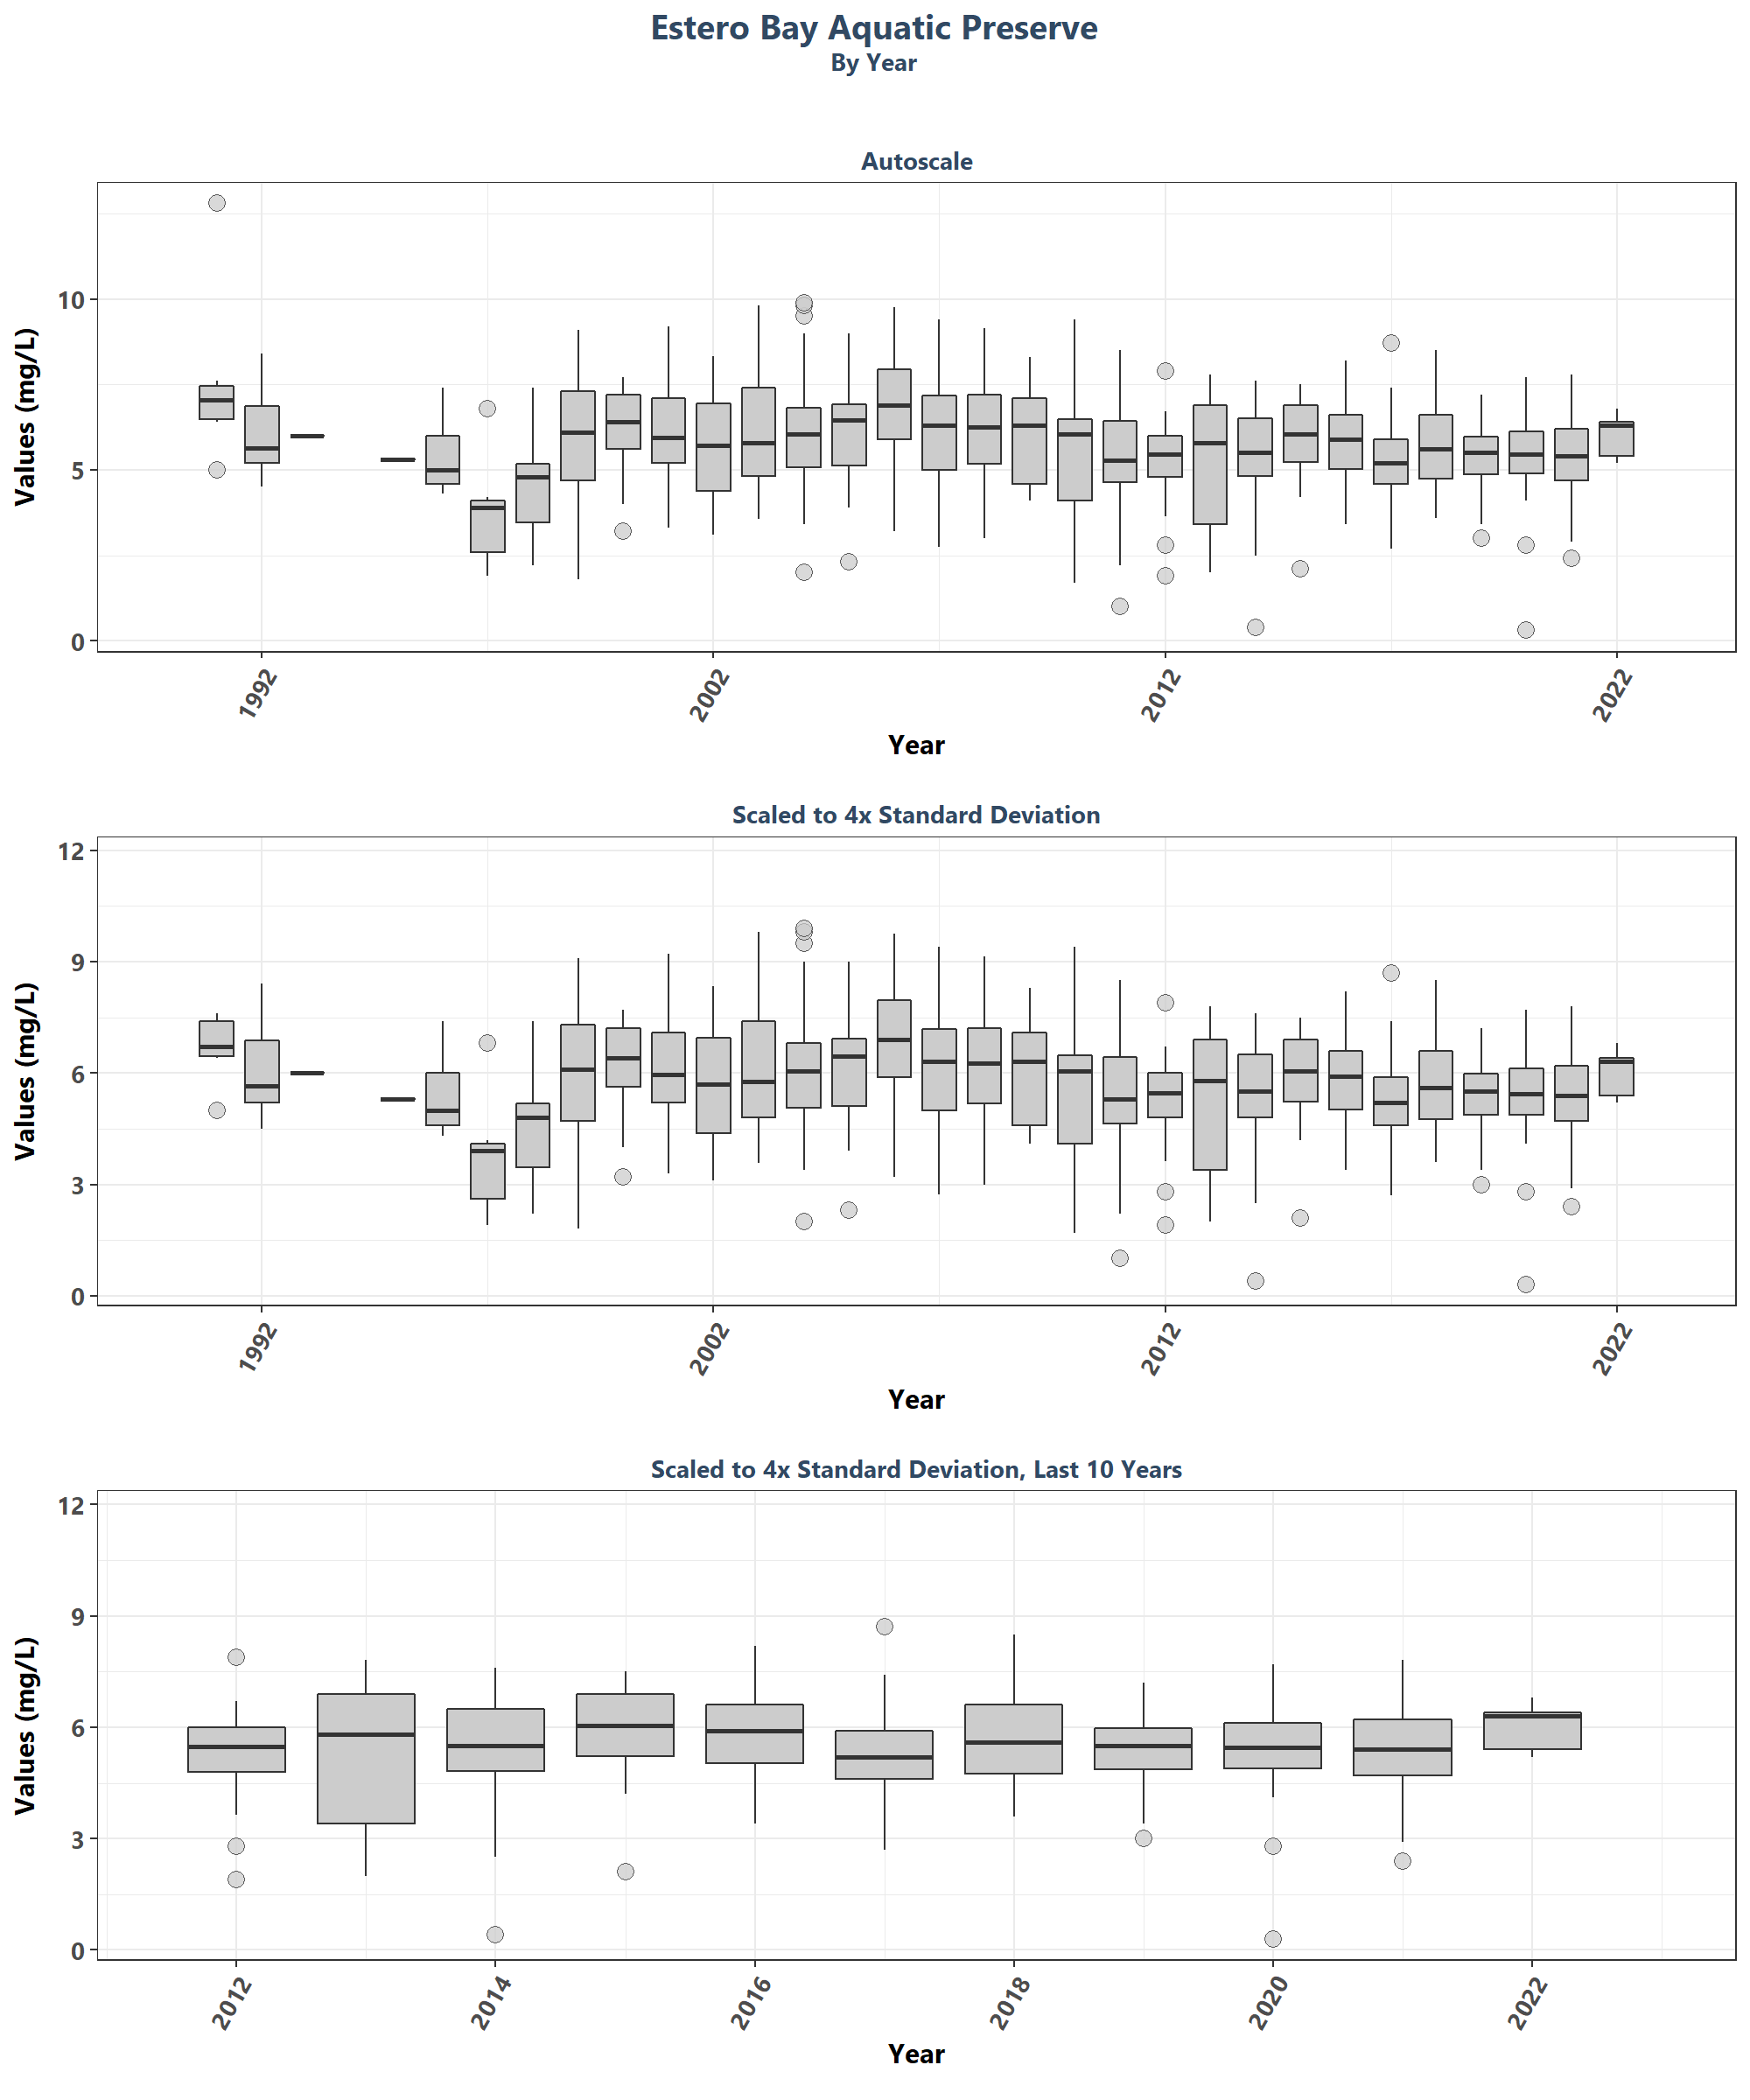 Estero Bay Aquatic Preserve
By Year
Autoscale
Values (mg/L)
10
5
0
1992
2002
2012
2022
Year
Scaled to 4x Standard Deviation
Values (mg/L)
12
9
6
3
0
1992
2002
2012
2022
Year
Scaled to 4x Standard Deviation, Last 10 Years
Values (mg/L)
12
9
6
3
0
2012
2014
2016
2018
2020
2022
Year